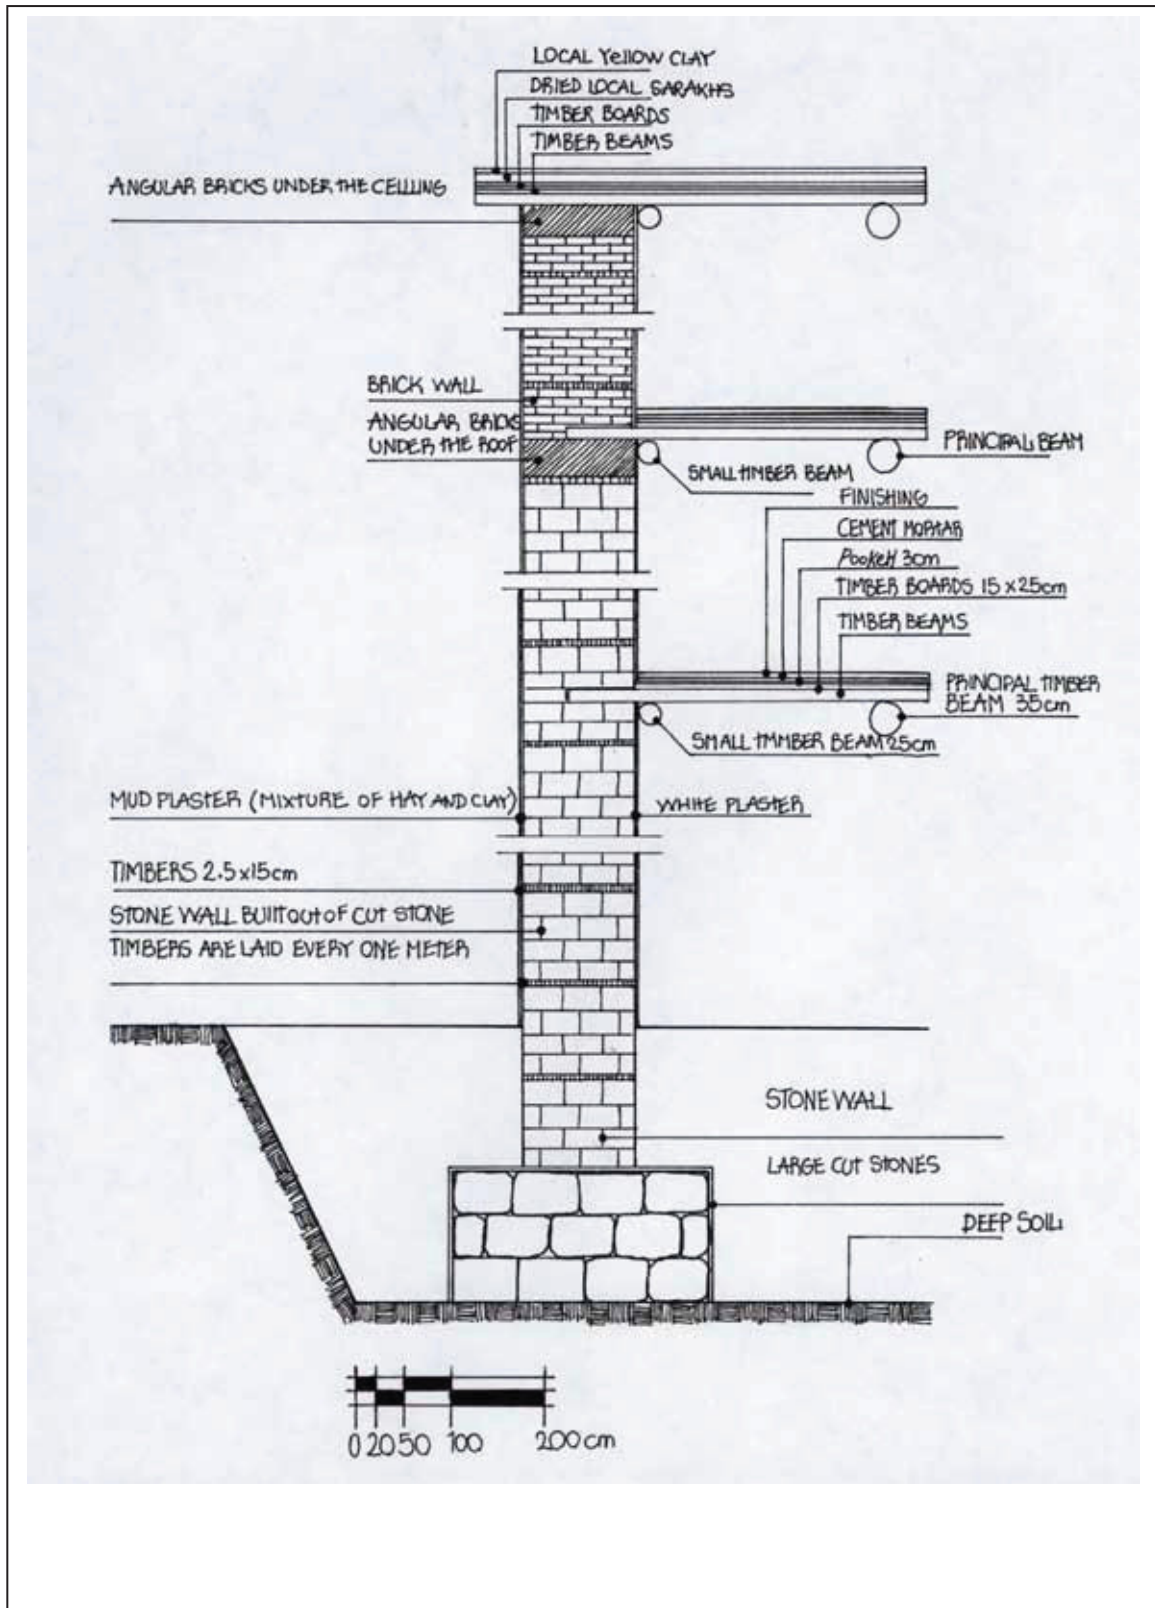 LOCAL YELLOW CLAY
DRIED LOCAL SARAKHS
TIMBER BOARDS
TIMBER BEAMS
ANGULAR BRICKS UNDER THE CELLING
BRICK WALL
ANGULAR BRICKS
UNDER THE ROOF
PRINCIPAL BEAM
SMALL TIMBER BEAM
FINISHING
CEMENT MORTAR
POOKEH 3cm
TIMBER BOARDS 15x25cm
TIMBER BEAMS
PRINCIPAL TIMBER
BEAM 35cm
SMALL TIMMBER BEAM 25cm
MUD PLASTER (MIXTURE OF HAY AND CLAY)
WHITE PLASTER
TIMBERS 2.5x15cm
STONE WALL BUILT OUT OF CUT STONE
TIMBERS ARE LAID EVERY ONE METER
STONE WALL
LARGE CUT STONES
DEEP SOIL
0 20 50 100 200 cm